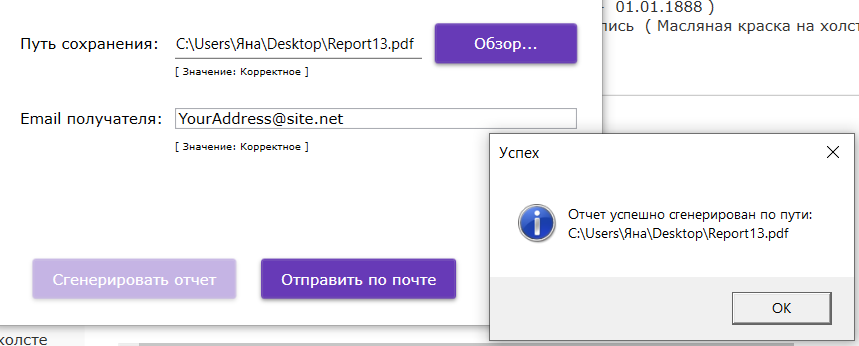 - 01.01.1888 )
пись ( Масляная краска на холст
Путь сохранения: C:\Users\Яна\Desktop\Report13.pdf Обзор...
[ Значение: Корректное ]
Email получателя: YourAddress@site.net
[ Значение: Корректное ]
Успех
Отчет успешно сгенерирован по пути:
C:\Users\Яна\Desktop\Report13.pdf
Сгенерировать отчет Отправить по почте
OK
холсте